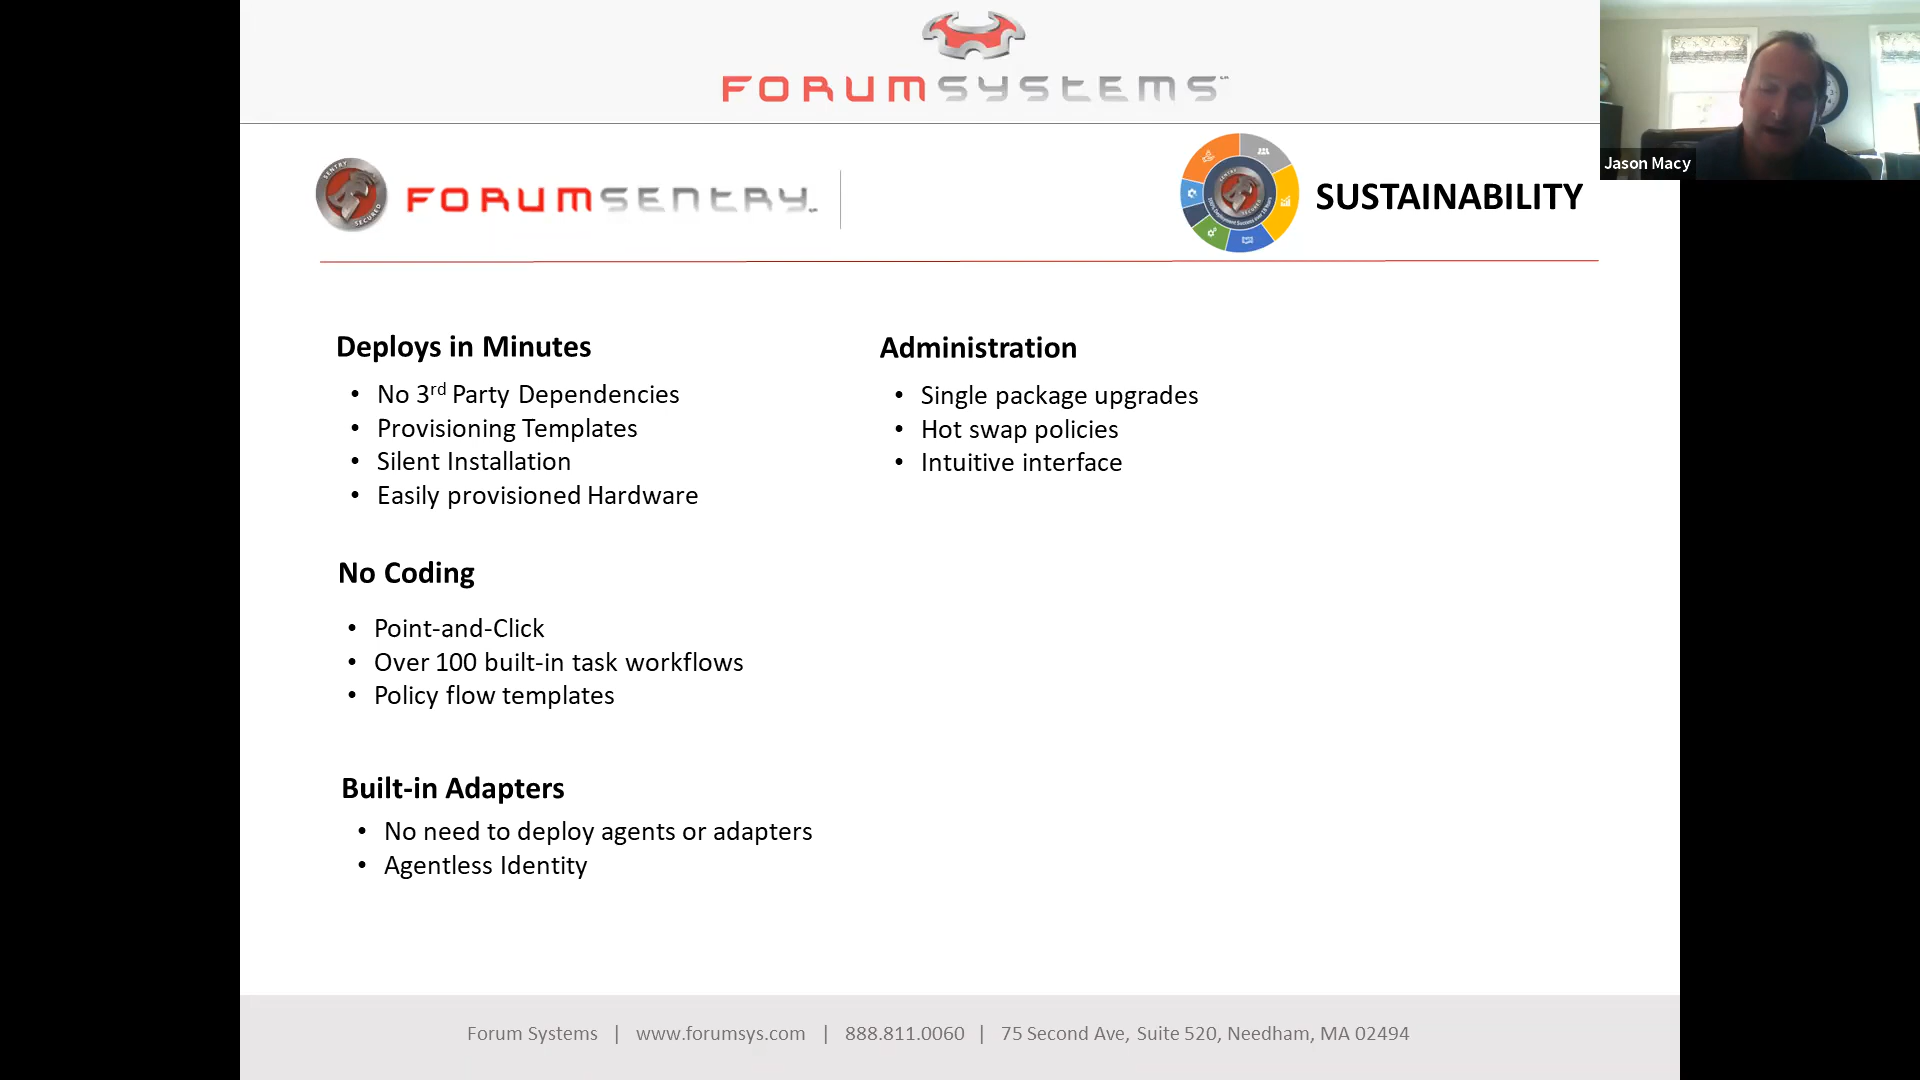 FORUMSYSTEMS
Jason Macy
SENTRY
SECURED
FORUMSENTRY
SUSTAINABILITY
Deploys in Minutes
• No 3rd Party Dependencies
• Provisioning Templates
• Silent Installation
• Easily provisioned Hardware
No Coding
• Point-and-Click
• Over 100 built-in task workflows
• Policy flow templates
Built-in Adapters
• No need to deploy agents or adapters
• Agentless Identity
Administration
• Single package upgrades
• Hot swap policies
• Intuitive interface
Forum Systems | www.forumsys.com | 888.811.0060 | 75 Second Ave, Suite 520, Needham, MA 02494